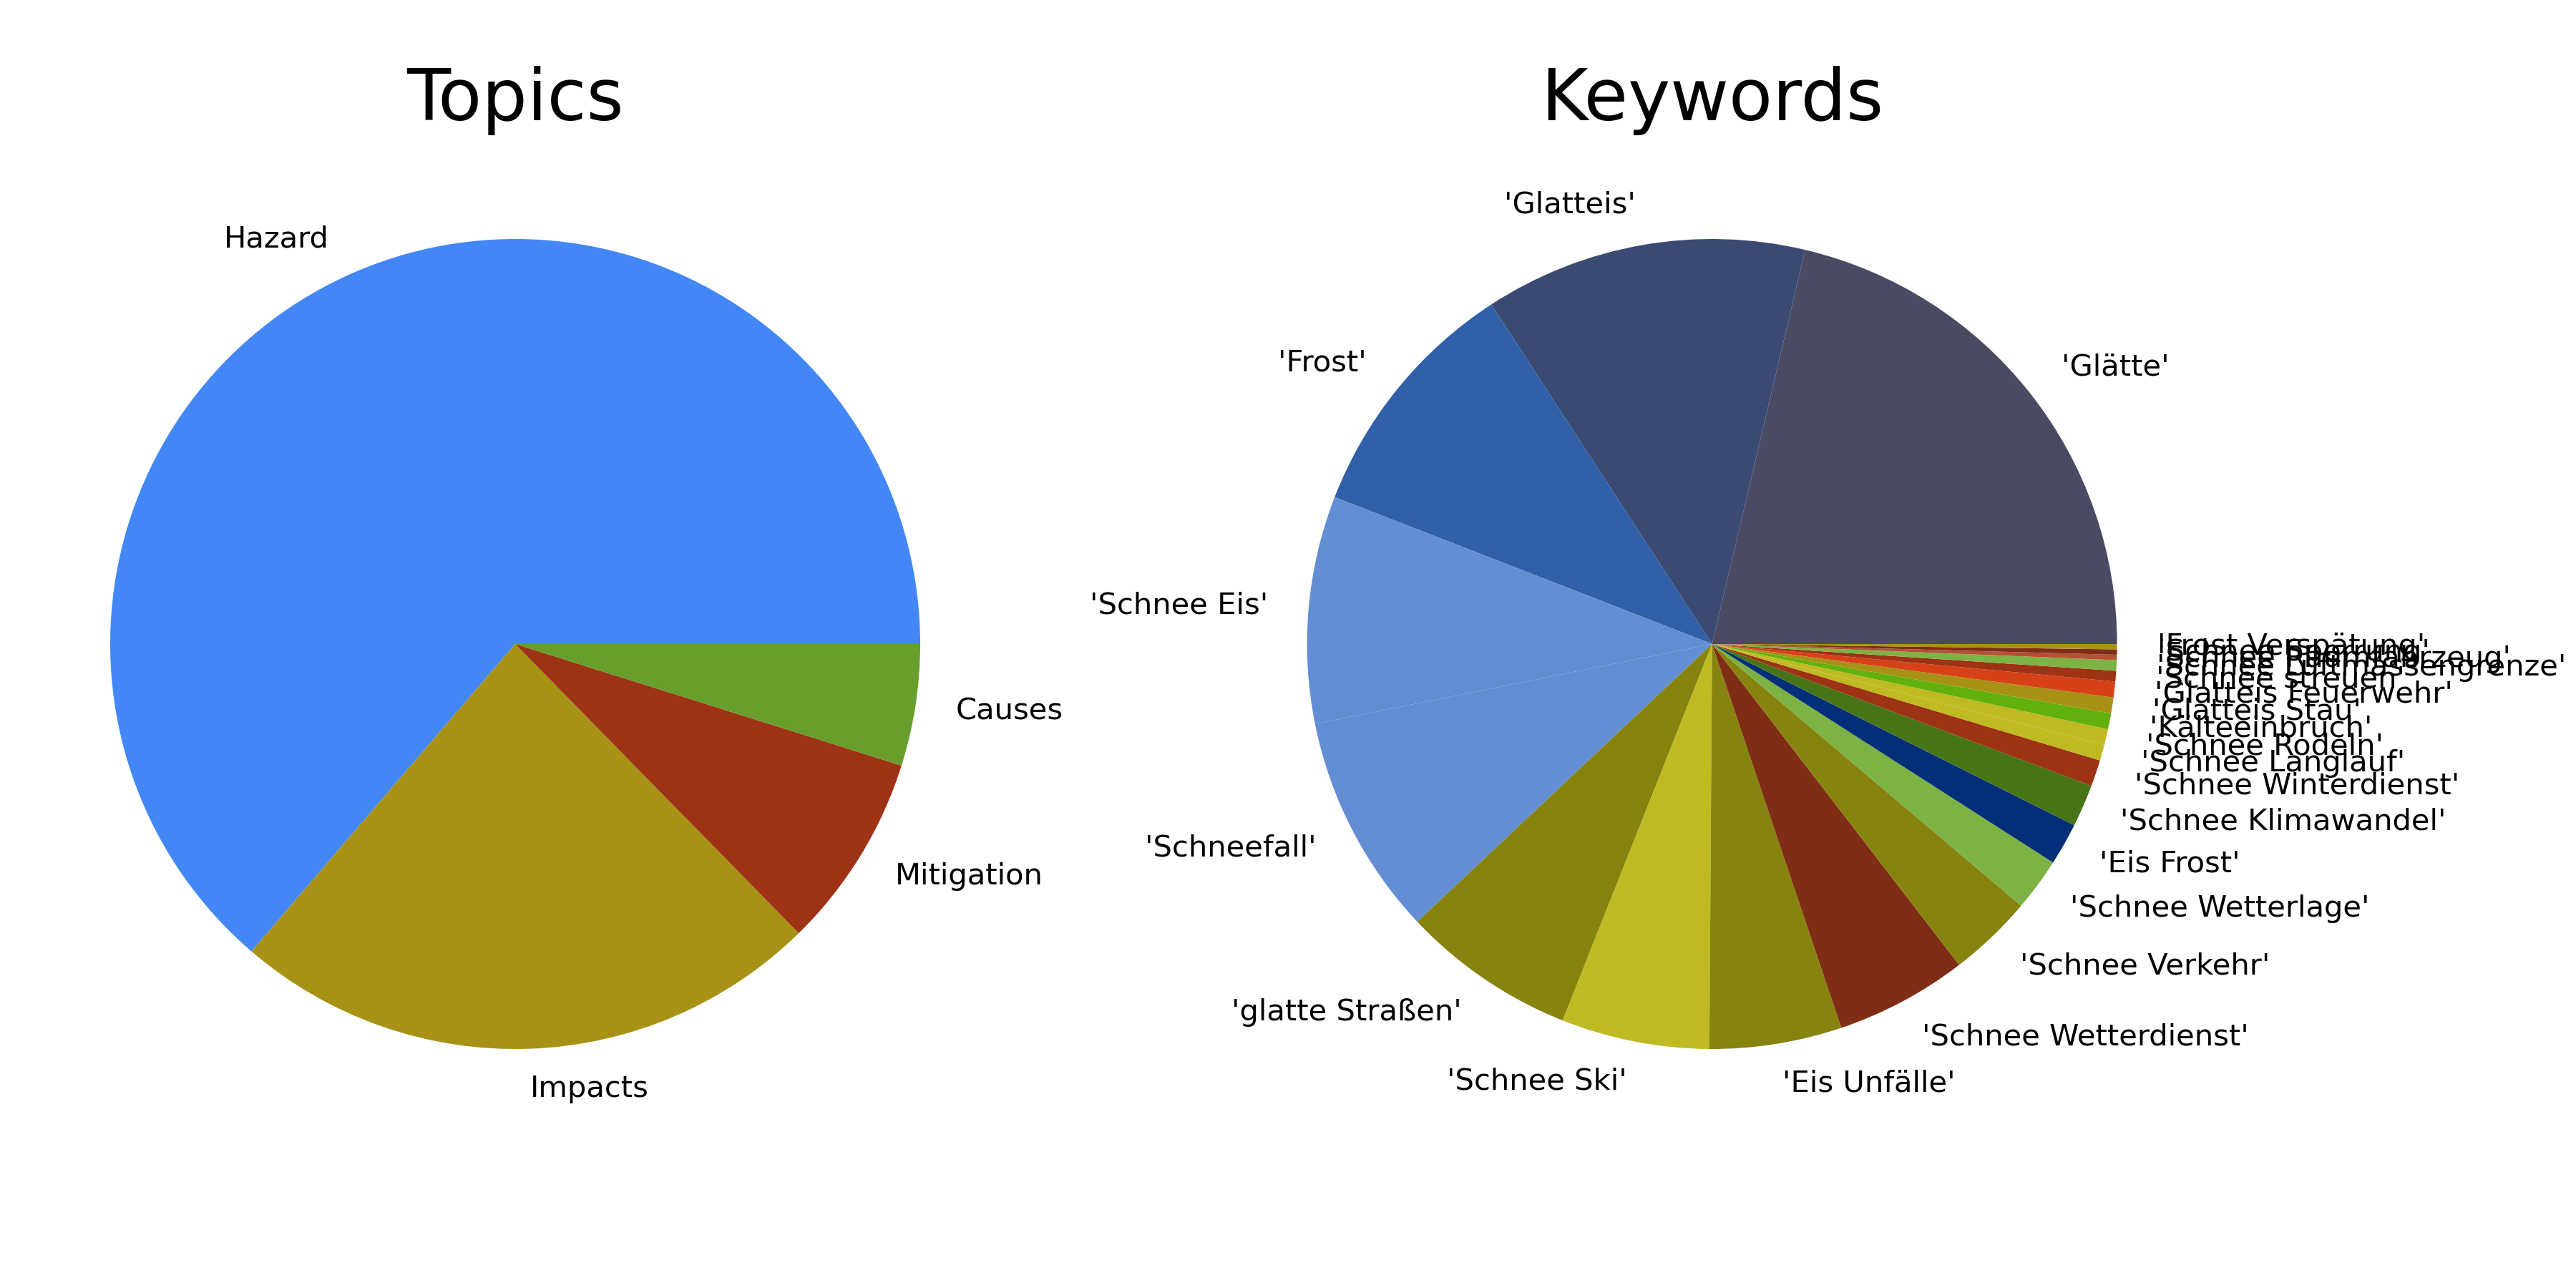 Topics
Hazard
Causes
Mitigation
Impacts
Keywords
'Glatteis'
'Glätte'
'Frost'
'Schnee Eis'
'Schneefall'
'glatte Straßen'
'Schnee Ski'
'Eis Unfälle'
'Schnee Wetterdienst'
'Schnee Verkehr'
'Schnee Wetterlage'
'Eis Frost'
'Schnee Klimawandel'
'Schnee Winterdienst'
'Schnee Langlauf'
'Schnee Rodeln'
'Kälteeinbruch'
'Glatteis Stau'
'Glatteis Feuerwehr'
'Schnee streuen'
'Frost Verspätung'